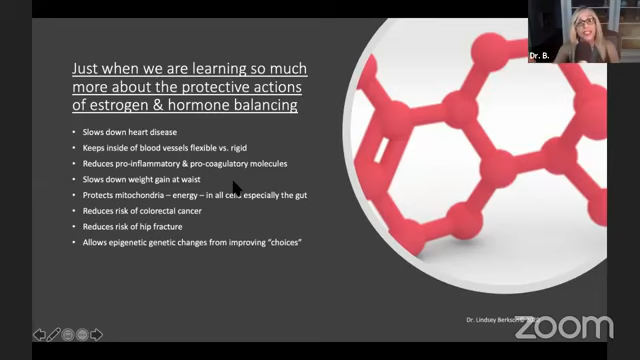 Dr. B.
Just when we are learning so much
more about the protective actions
of estrogen & hormone balancing
• Slows down heart disease
• Keeps inside of blood vessels flexible vs. rigid
• Reduces pro-inflammatory & pro-coagulatory molecules
• Slows down weight gain at waist
• Protects mitochondria – energy – in all cells especially the gut
• Reduces risk of colorectal cancer
• Reduces risk of hip fracture
• Allows epigenetic genetic changes from improving "choices"
Dr. Lindsey Berkson©
zoom